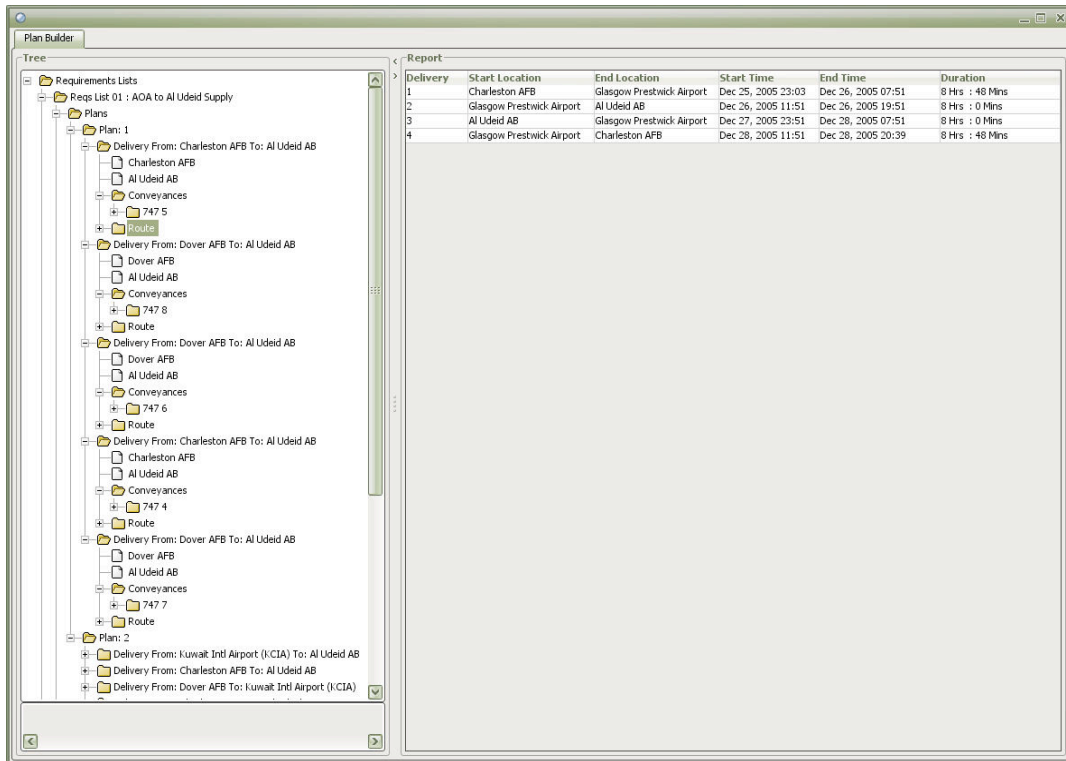 Plan Builder
Tree
Requirements Lists
Reqs List 01 : AOA to Al Udeid Supply
Plans
Plan: 1
Delivery From: Charleston AFB To: Al Udeid AB
Charleston AFB
Al Udeid AB
Conveyances
747 5
Route
Delivery From: Dover AFB To: Al Udeid AB
Dover AFB
Al Udeid AB
Conveyances
747 8
Route
Delivery From: Dover AFB To: Al Udeid AB
Dover AFB
Al Udeid AB
Conveyances
747 6
Route
Delivery From: Charleston AFB To: Al Udeid AB
Charleston AFB
Al Udeid AB
Conveyances
747 4
Route
Delivery From: Dover AFB To: Al Udeid AB
Dover AFB
Al Udeid AB
Conveyances
747 7
Route
Plan: 2
Delivery From: Kuwait Intl Airport (KCIA) To: Al Udeid AB
Delivery From: Charleston AFB To: Al Udeid AB
Delivery From: Dover AFB To: Kuwait Intl Airport (KCIA)
Report
Delivery Start Location End Location Start Time End Time Duration
1 Charleston AFB Glasgow Prestwick Airport Dec 25, 2005 23:03 Dec 26, 2005 07:51 8 Hrs : 48 Mins
2 Glasgow Prestwick Airport Al Udeid AB Dec 26, 2005 11:51 Dec 26, 2005 19:51 8 Hrs : 0 Mins
3 Al Udeid AB Glasgow Prestwick Airport Dec 27, 2005 23:51 Dec 28, 2005 07:51 8 Hrs : 0 Mins
4 Glasgow Prestwick Airport Charleston AFB Dec 28, 2005 11:51 Dec 28, 2005 20:39 8 Hrs : 48 Mins